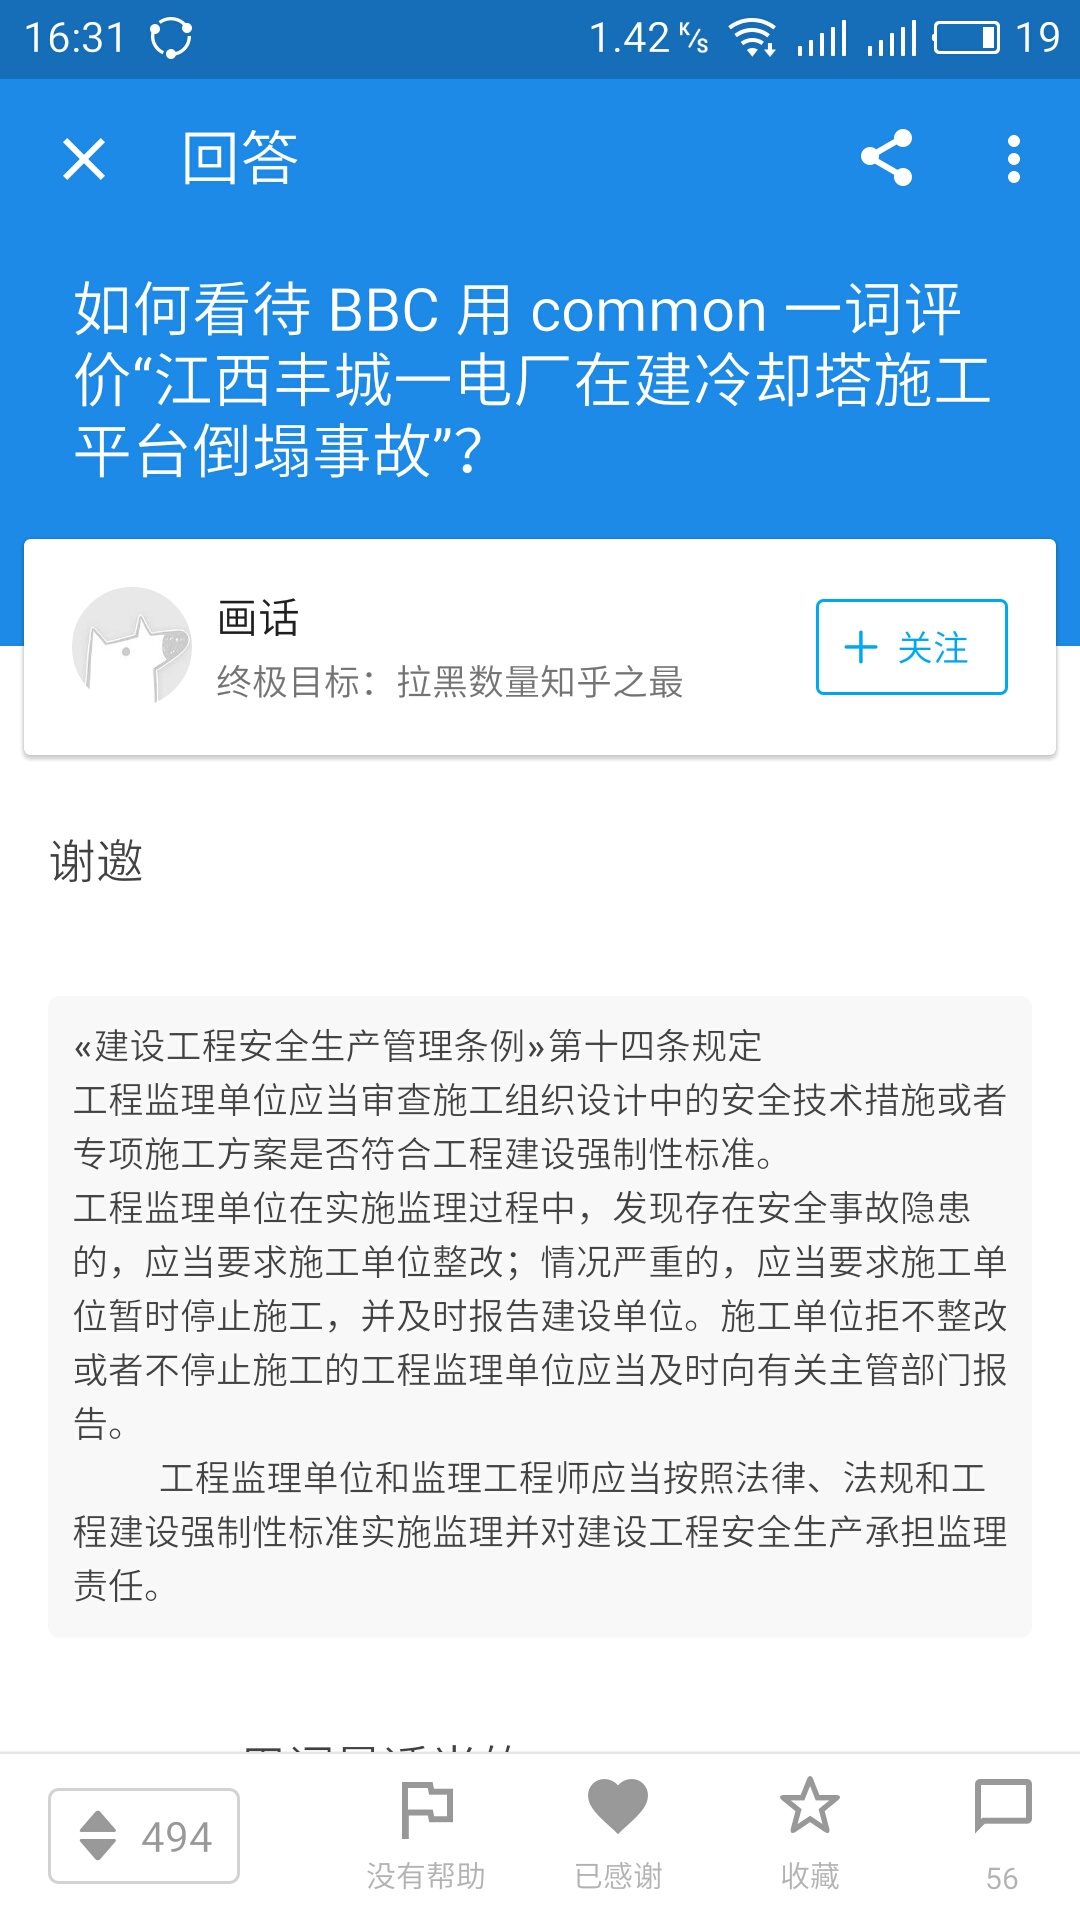 16:31 1.42 K/s 19
回答
如何看待 BBC 用 common 一词评
价“江西丰城一电厂在建冷却塔施工
平台倒塌事故”？
画话
终极目标：拉黑数量知乎之最
+ 关注
谢邀
«建设工程安全生产管理条例»第十四条规定
工程监理单位应当审查施工组织设计中的安全技术措施或者
专项施工方案是否符合工程建设强制性标准。
工程监理单位在实施监理过程中，发现存在安全事故隐患
的，应当要求施工单位整改；情况严重的，应当要求施工单
位暂时停止施工，并及时报告建设单位。施工单位拒不整改
或者不停止施工的工程监理单位应当及时向有关主管部门报
告。
工程监理单位和监理工程师应当按照法律、法规和工
程建设强制性标准实施监理并对建设工程安全生产承担监理
责任。
494 没有帮助 已感谢 收藏 56